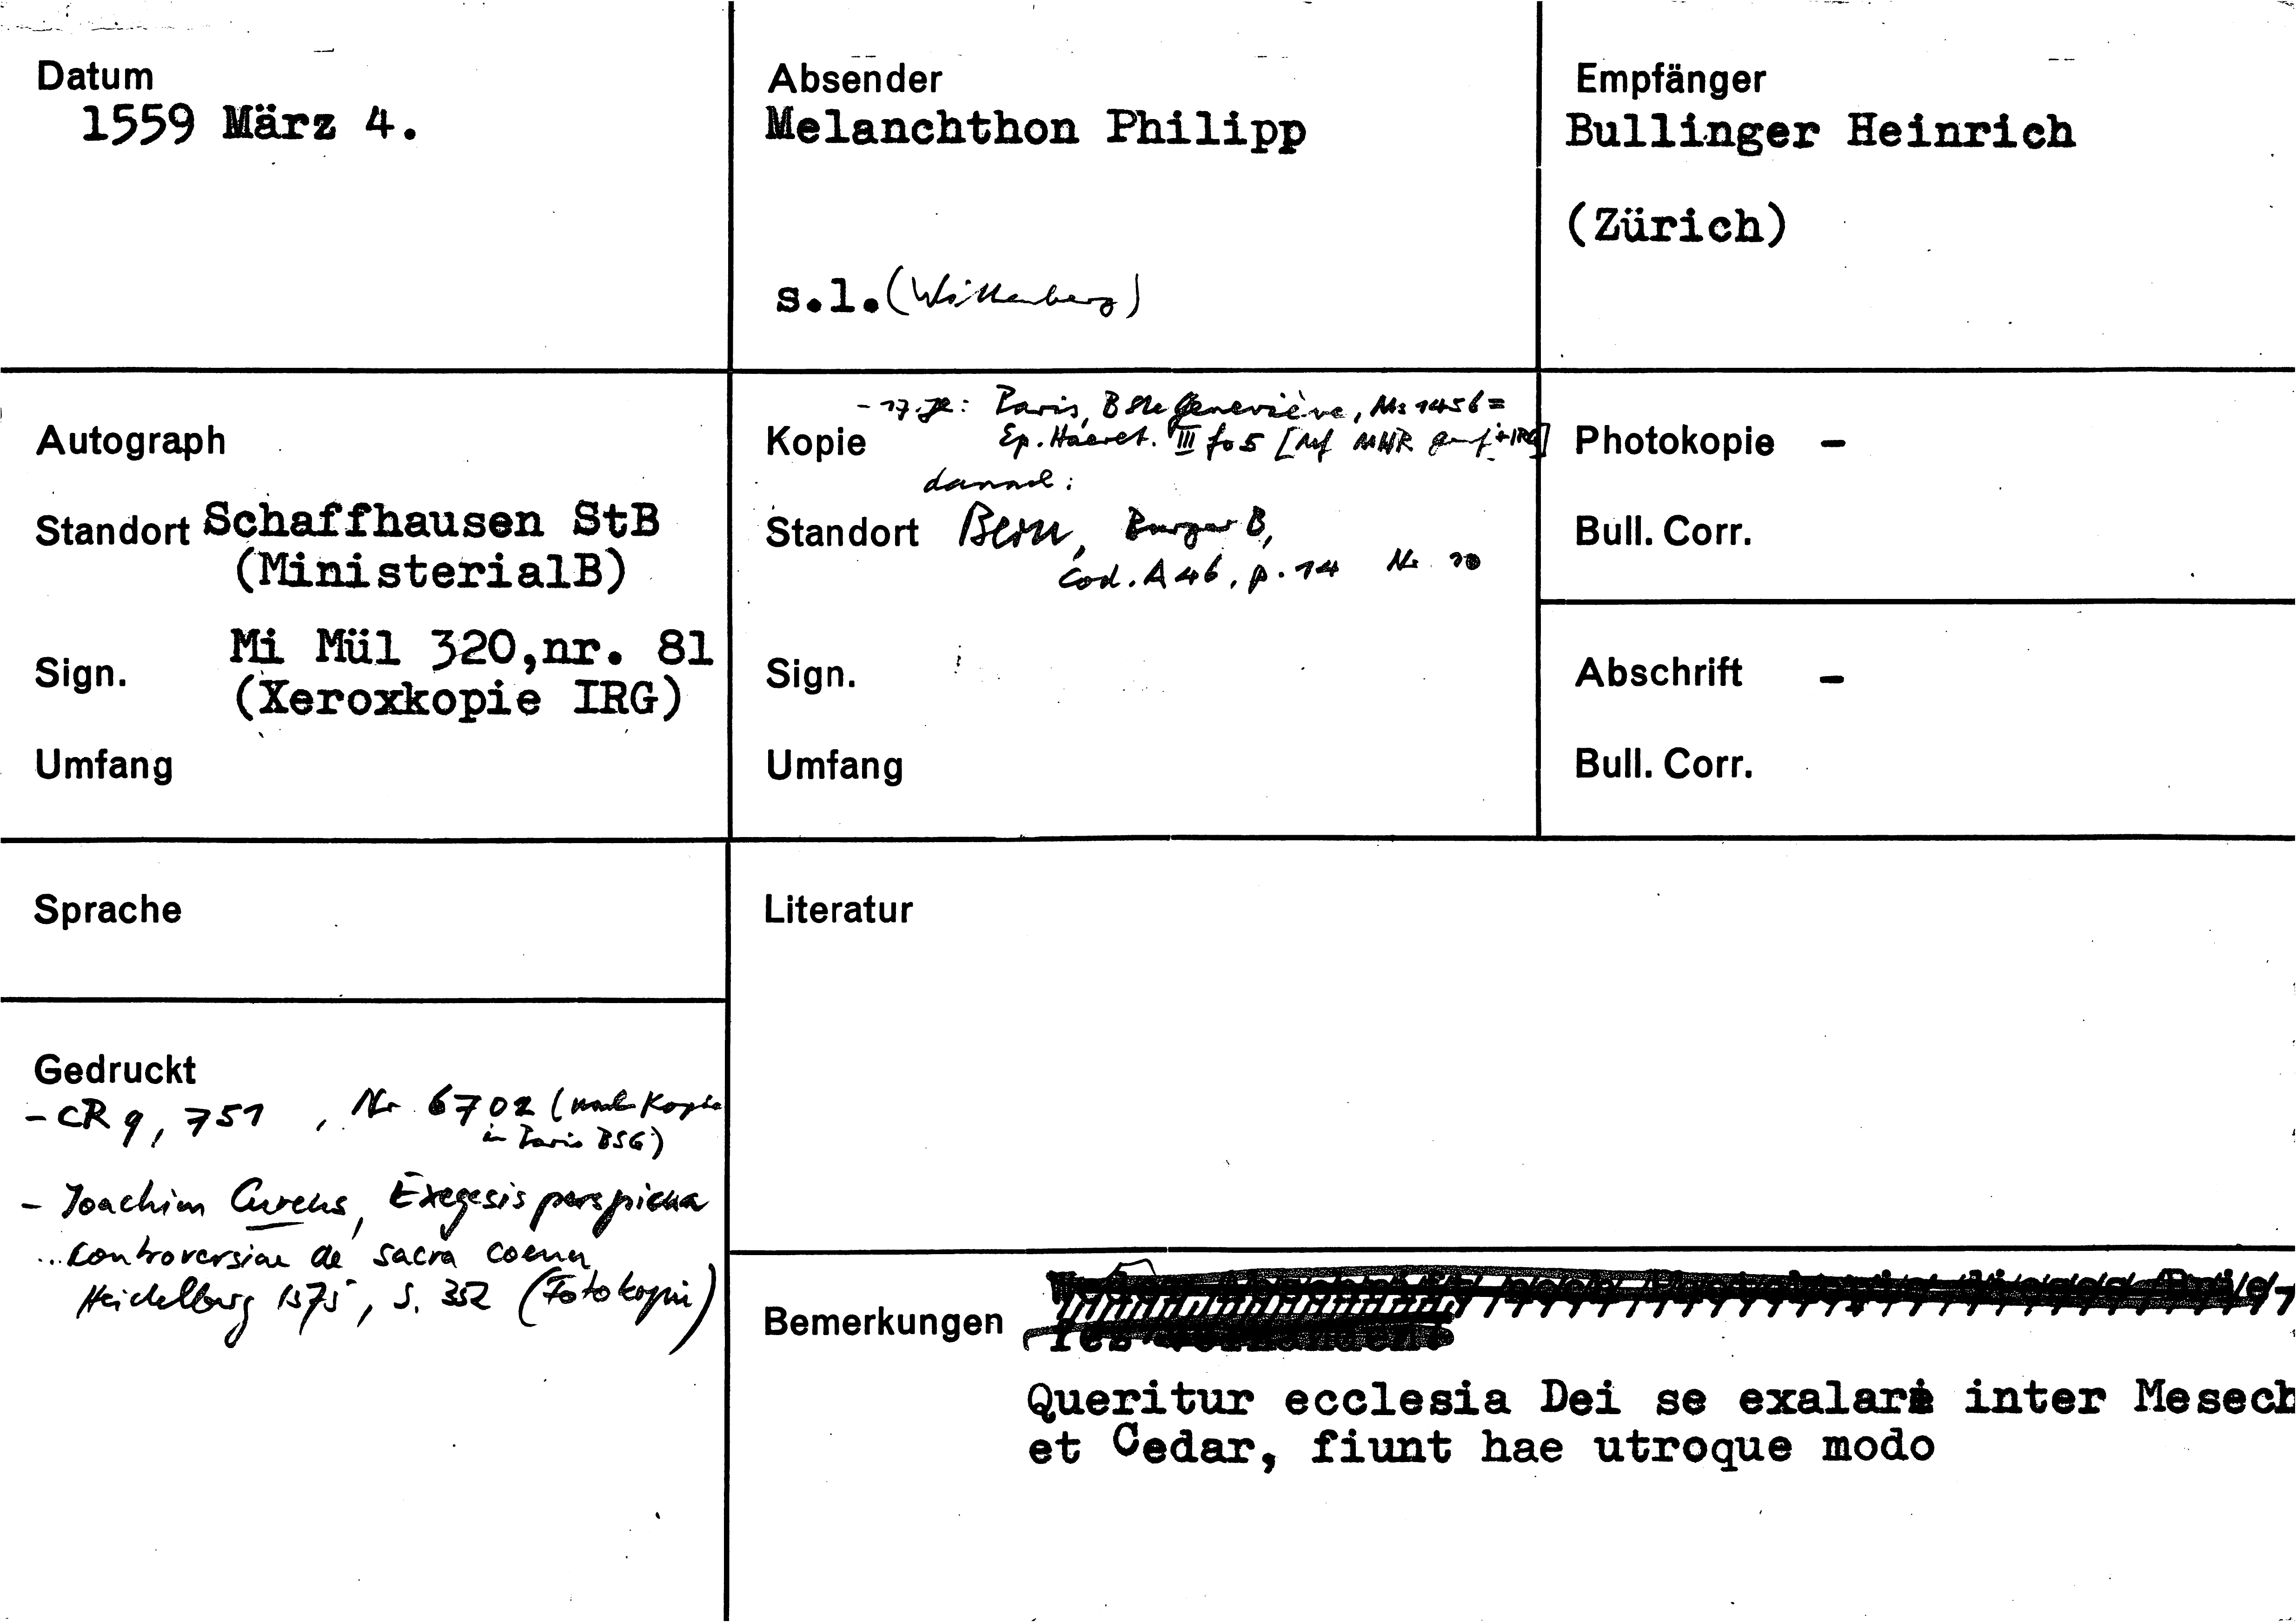 Datum
1559 März 4.
Absender
Melanchthon Philipp
s.l. (Wittenberg)
Empfänger
Bullinger Heinrich
(Zürich)
Autograph
Standort Schaffhausen StB
(MinisterialB)
Sign. Mi Mül 320,nr. 81
(Xeroxkopie IRG)
Umfang
- 17. Jh: Paris, B Ste Geneviève, Ms 1456 =
Kopie Ep. Haeret. III fo 5 [Auf MHR Genf + IRG]
danach:
Standort Bern, Burger B,
Cod. A 46, p. 14 Nr
Sign.
Umfang
Photokopie -
Bull. Corr.
Abschrift -
Bull. Corr.
Sprache
Gedruckt
- CR 9, 751, Nr 6702 (nach Kopie
in Paris BSG)
- Joachim Cureus, Exegesis perspicua
... controversiae de sacra coena
Heidelberg 1575, S. 352 (Fotokopie)
Literatur
Bemerkungen
Queritur ecclesia Dei se exalare inter Mesech
et Cedar, fiunt hae utroque modo